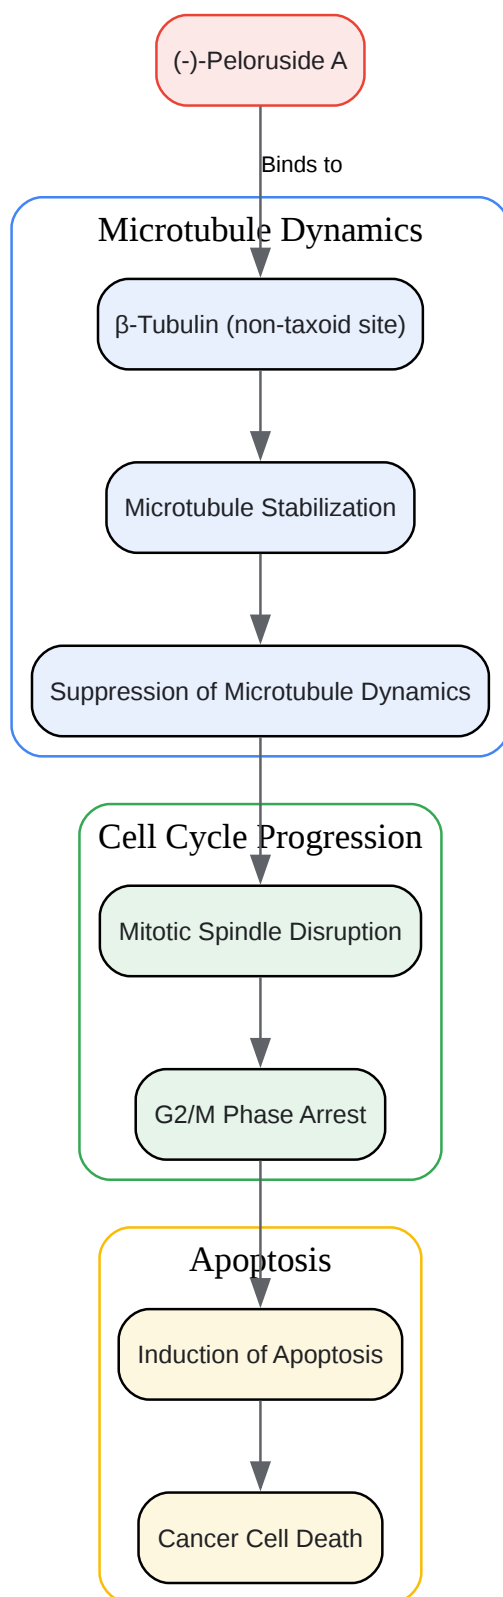 (-)-Peloruside A
Binds to
Microtubule Dynamics
β-Tubulin (non-taxoid site)
Microtubule Stabilization
Suppression of Microtubule Dynamics
Cell Cycle Progression
Mitotic Spindle Disruption
G2/M Phase Arrest
Apoptosis
Induction of Apoptosis
Cancer Cell Death